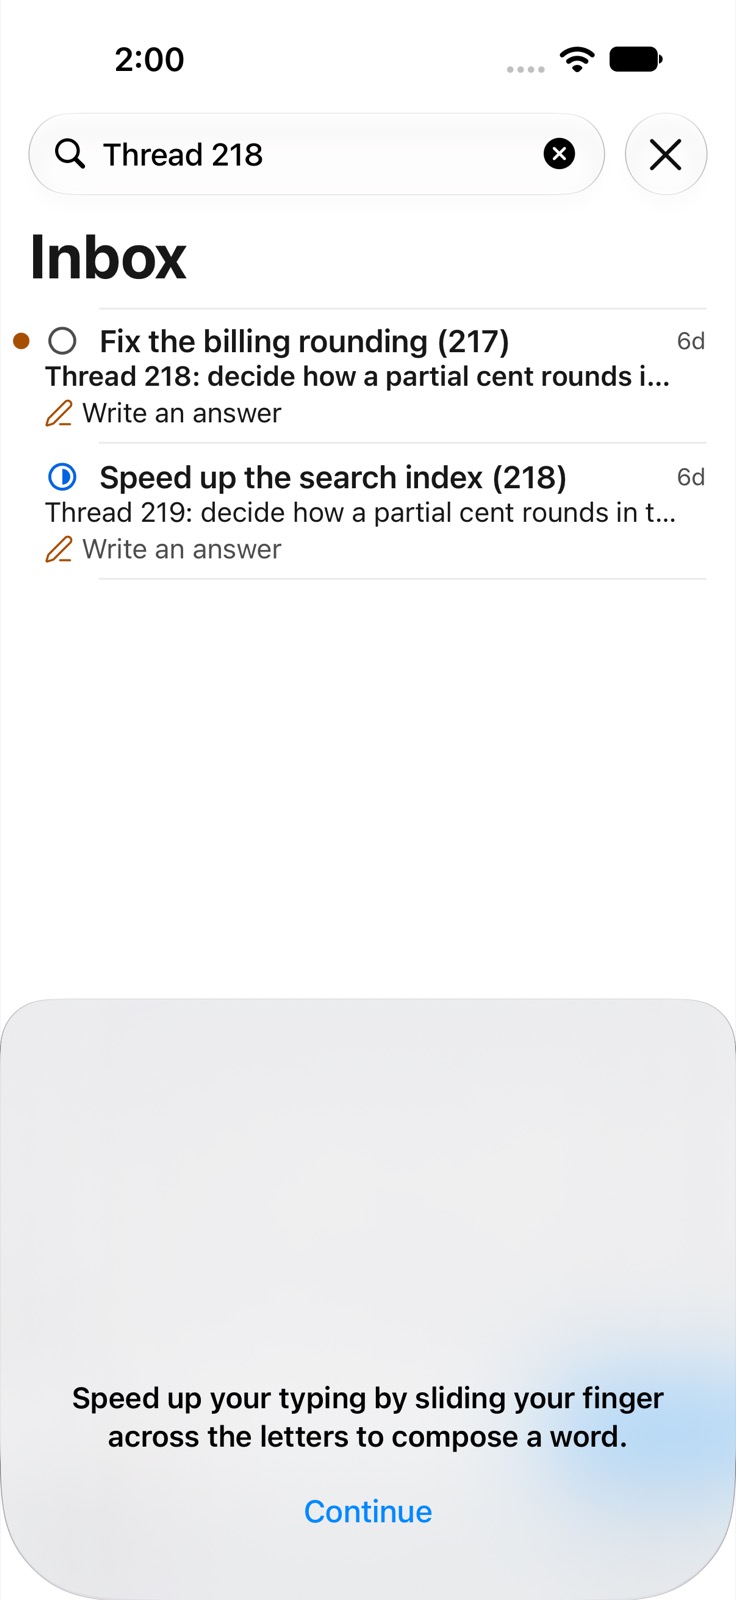 2:00
Thread 218
Inbox
Fix the billing rounding (217)
6d
Thread 218: decide how a partial cent rounds i...
Write an answer
Speed up the search index (218)
6d
Thread 219: decide how a partial cent rounds in t...
Write an answer
Speed up your typing by sliding your finger
across the letters to compose a word.
Continue